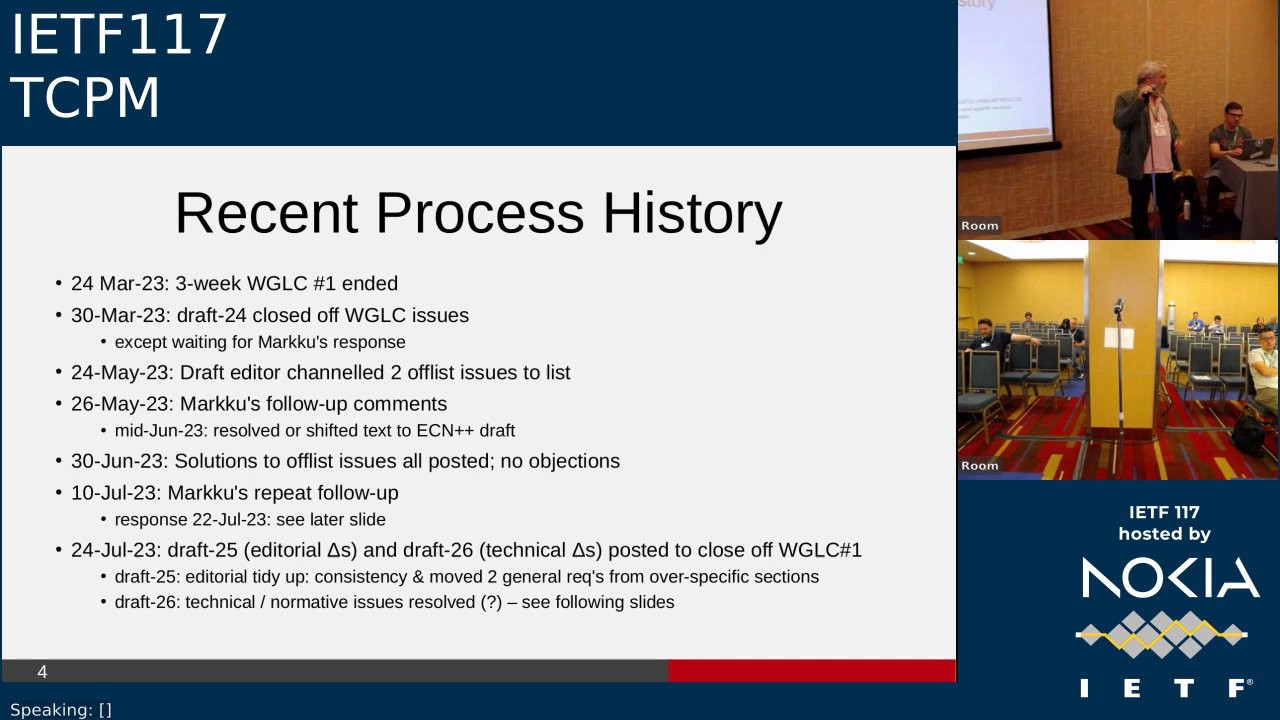 IETF117
TCPM
Recent Process History
• 24 Mar-23: 3-week WGLC #1 ended
• 30-Mar-23: draft-24 closed off WGLC issues
• except waiting for Markku's response
• 24-May-23: Draft editor channelled 2 offlist issues to list
• 26-May-23: Markku's follow-up comments
• mid-Jun-23: resolved or shifted text to ECN++ draft
• 30-Jun-23: Solutions to offlist issues all posted; no objections
• 10-Jul-23: Markku's repeat follow-up
• response 22-Jul-23: see later slide
• 24-Jul-23: draft-25 (editorial Δs) and draft-26 (technical Δs) posted to close off WGLC#1
• draft-25: editorial tidy up: consistency & moved 2 general req's from over-specific sections
• draft-26: technical / normative issues resolved (?) – see following slides
4
Speaking: []
story
Room
Room
IETF 117
hosted by
NOKIA
I E T F®